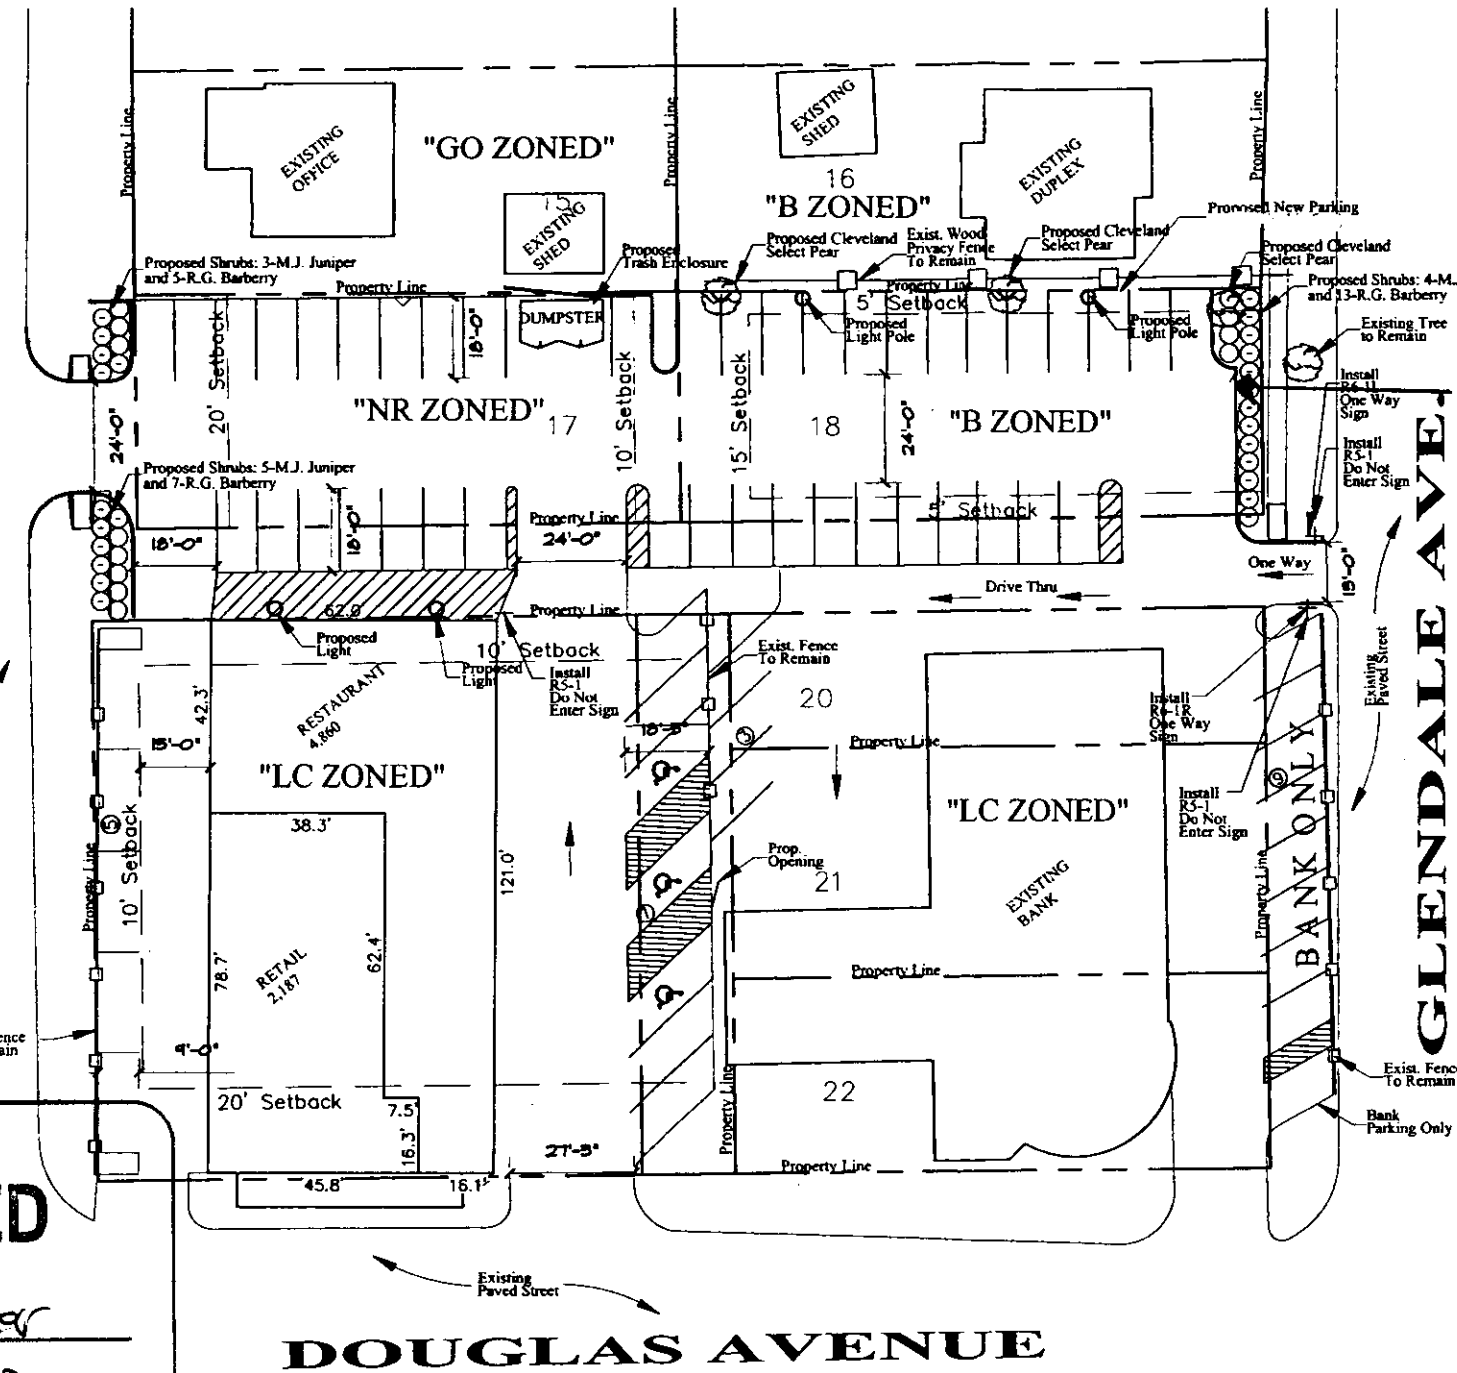 Property Line
Property Line
Property Line
EXISTING
OFFICE
"GO ZONED"
EXISTING
SHED
16
"B ZONED"
EXISTING
DUPLEX
15
EXISTING
SHED
Proposed
Trash Enclosure
Proposed Cleveland
Select Pear
Exist. Wood
Privacy Fence
To Remain
Proposed Cleveland
Select Pear
Proposed New Parking
Proposed Cleveland
Select Pear
Proposed Shrubs: 3-M.J. Juniper
and 5-R.G. Barberry
Property Line
Property Line
5' Setback
Proposed Shrubs: 4-M.
and 13-R.G. Barberry
DUMPSTER
18'-0"
Proposed
Light Pole
Proposed
Light Pole
Existing Tree
to Remain
20' Setback
10' Setback
15' Setback
Install
R6-1L
One Way
Sign
24'-0"
"NR ZONED"
17
18
24'-0"
"B ZONED"
Install
R5-1
Do Not
Enter Sign
Proposed Shrubs: 5-M.J. Juniper
and 7-R.G. Barberry
18'-0"
18'-0"
Property Line
24'-0"
5' Setback
One Way
18'-0"
Drive Thru
62.0
Property Line
Proposed
Light
Proposed
Light
10' Setback
Install
R5-1
Do Not
Enter Sign
Exist. Fence
To Remain
42.3'
RESTAURANT
4,860
15'-0"
18'-5"
20
3
Property Line
Install
R6-1R
One Way
Sign
Existing
Paved Street
GLENDALE AVE.
"LC ZONED"
"LC ZONED"
9
Install
R5-1
Do Not
Enter Sign
BANK ONLY
38.3'
5
Property Line
10' Setback
121.0'
Prop.
Opening
21
7
EXISTING
BANK
Property Line
78.7'
RETAIL
2,187
62.4'
Property Line
ence
ain
9'-0"
20' Setback
7.5'
16.3'
22
Property Line
Exist. Fence
To Remain
Bank
Parking Only
27'-5"
Property Line
45.8
16.1'
ED
Existing
Paved Street
DOUGLAS AVENUE